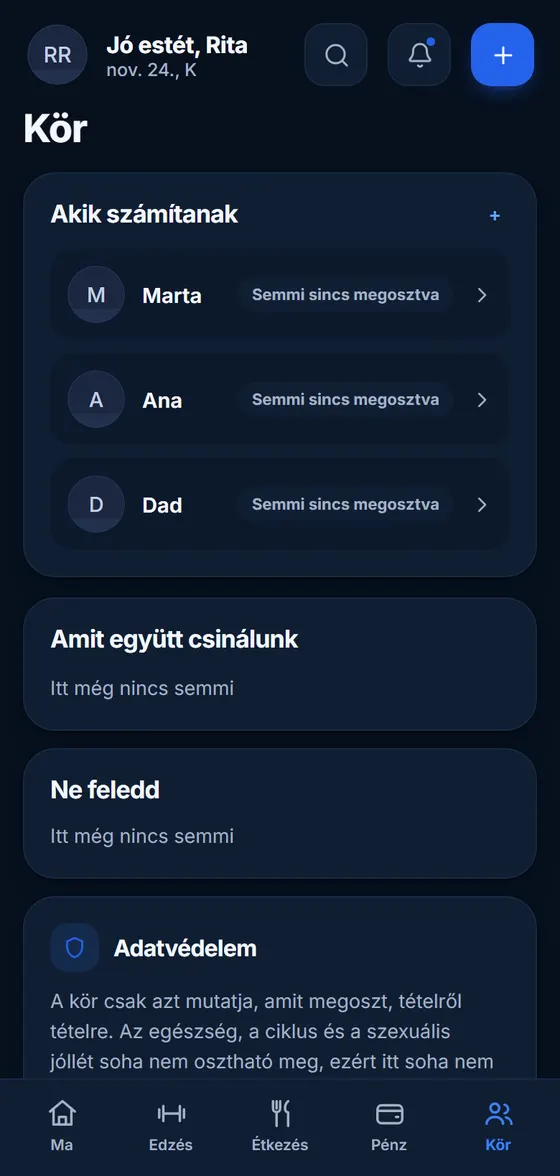 RR
Jó estét, Rita
nov. 24., K
Kör
Akik számítanak
+
M
Marta
Semmi sincs megosztva
A
Ana
Semmi sincs megosztva
D
Dad
Semmi sincs megosztva
Amit együtt csinálunk
Itt még nincs semmi
Ne feledd
Itt még nincs semmi
Adatvédelem
A kör csak azt mutatja, amit megoszt, tételről
tételre. Az egészség, a ciklus és a szexuális
jóllét soha nem osztható meg, ezért itt soha nem
Ma
Edzés
Étkezés
Pénz
Kör